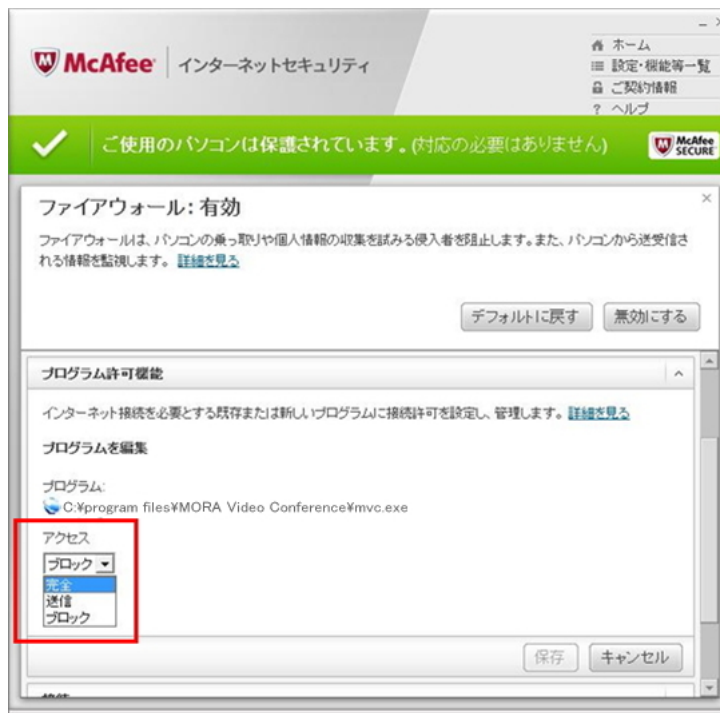 McAfee インターネットセキュリティ
ホーム
設定・機能等一覧
ご契約情報
? ヘルプ
ご使用のパソコンは保護されています。(対応の必要はありません)
McAfee
SECURE
ファイアウォール: 有効
ファイアウォールは、パソコンの乗っ取りや個人情報の収集を試みる侵入者を阻止します。また、パソコンから送受信さ
れる情報を監視します。 詳細を見る
デフォルトに戻す 無効にする
プログラム許可機能
インターネット接続を必要とする既存または新しいプログラムに接続許可を設定し、管理します。 詳細を見る
プログラムを編集
プログラム:
C:¥program files¥MORA Video Conference¥mvc.exe
アクセス
ブロック
完全
送信
ブロック
保存 キャンセル